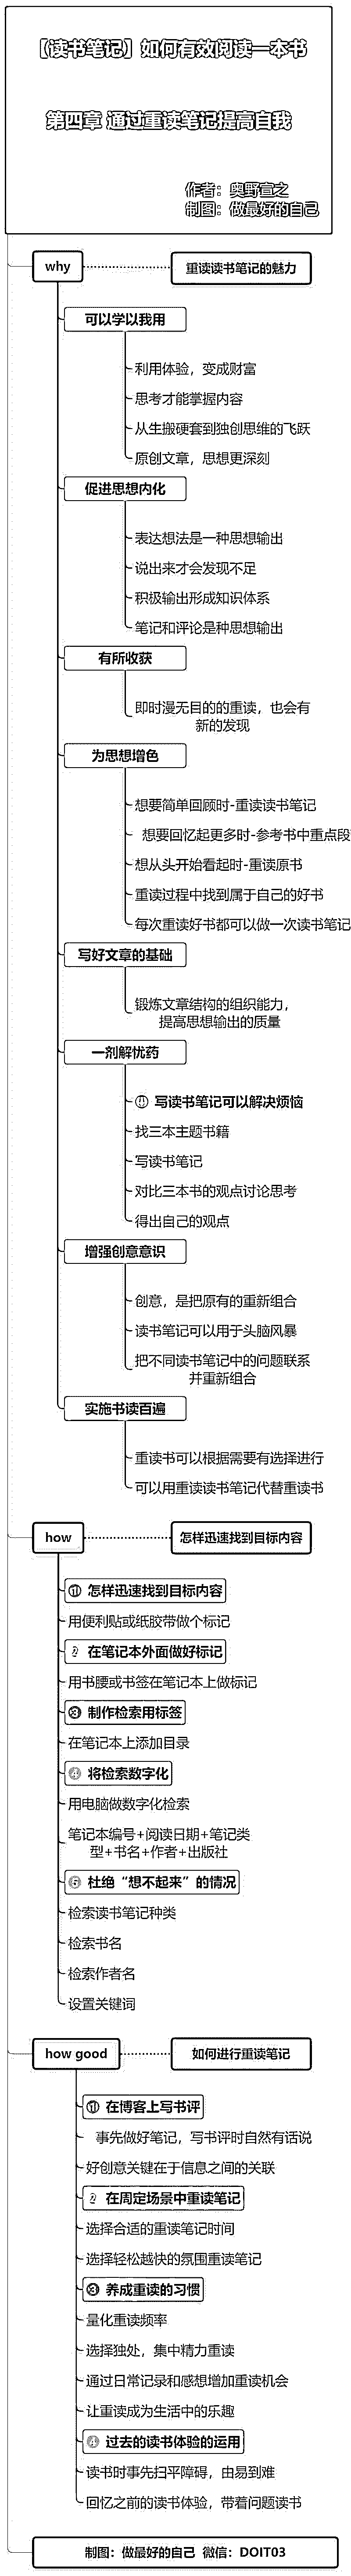 【读书笔记】如何有效阅读一本书
第四章 通过重读笔记提高自我
作者：奥野宣之
制图：做最好的自己
why
重读读书笔记的魅力
可以学以我用
利用体验，变成财富
思考才能掌握内容
从生搬硬套到独创思维的飞跃
原创文章，思想更深刻
促进思想内化
表达想法是一种思想输出
说出来才会发现不足
积极输出形成知识体系
笔记和评论是种思想输出
有所收获
即时漫无目的的重读，也会有
新的发现
为思想增色
想要简单回顾时-重读读书笔记
想要回忆起更多时-参考书中重点段
想从头开始看起时-重读原书
重读过程中找到属于自己的好书
每次重读好书都可以做一次读书笔记
写好文章的基础
锻炼文章结构的组织能力，
提高思想输出的质量
一剂解忧药
写读书笔记可以解决烦恼
找三本主题书籍
写读书笔记
对比三本书的观点讨论思考
得出自己的观点
增强创意意识
创意，是把原有的重新组合
读书笔记可以用于头脑风暴
把不同读书笔记中的问题联系
并重新组合
实施书读百遍
重读书可以根据需要有选择进行
可以用重读读书笔记代替重读书
how
怎样迅速找到目标内容
① 怎样迅速找到目标内容
用便利贴或纸胶带做个标记
2 在笔记本外面做好标记
用书腰或书签在笔记本上做标记
③ 制作检索用标签
在笔记本上添加目录
④ 将检索数字化
用电脑做数字化检索
笔记本编号+阅读日期+笔记类
型+书名+作者+出版社
⑤ 杜绝“想不起来”的情况
检索读书笔记种类
检索书名
检索作者名
设置关键词
how good
如何进行重读笔记
① 在博客上写书评
事先做好笔记，写书评时自然有话说
好创意关键在于信息之间的关联
2 在周定场景中重读笔记
选择合适的重读笔记时间
选择轻松越快的氛围重读笔记
③ 养成重读的习惯
量化重读频率
选择独处，集中精力重读
通过日常记录和感想增加重读机会
让重读成为生活中的乐趣
④ 过去的读书体验的运用
读书时事先扫平障碍，由易到难
回忆之前的读书体验，带着问题读书
制图：做最好的自己 微信：DOIT03